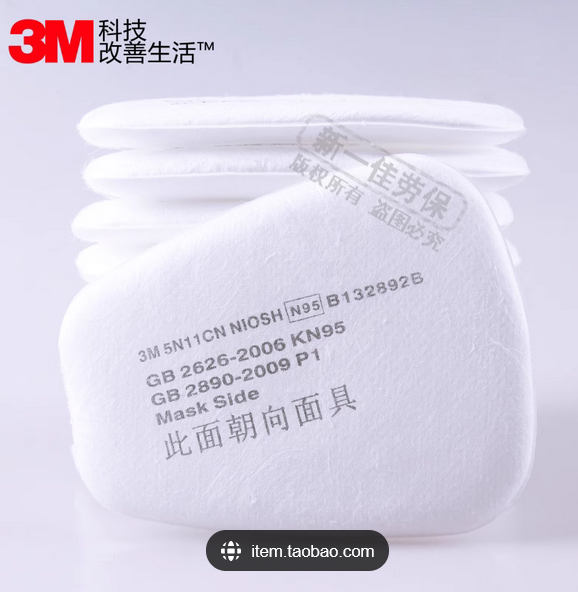 3M 科技
改善生活™
新一佳劳保
版权所有 盗图必究
3M 5N11CN NIOSH N95 B132892B
GB 2626-2006 KN95
GB 2890-2009 P1
Mask Side
此面朝向面具
item.taobao.com